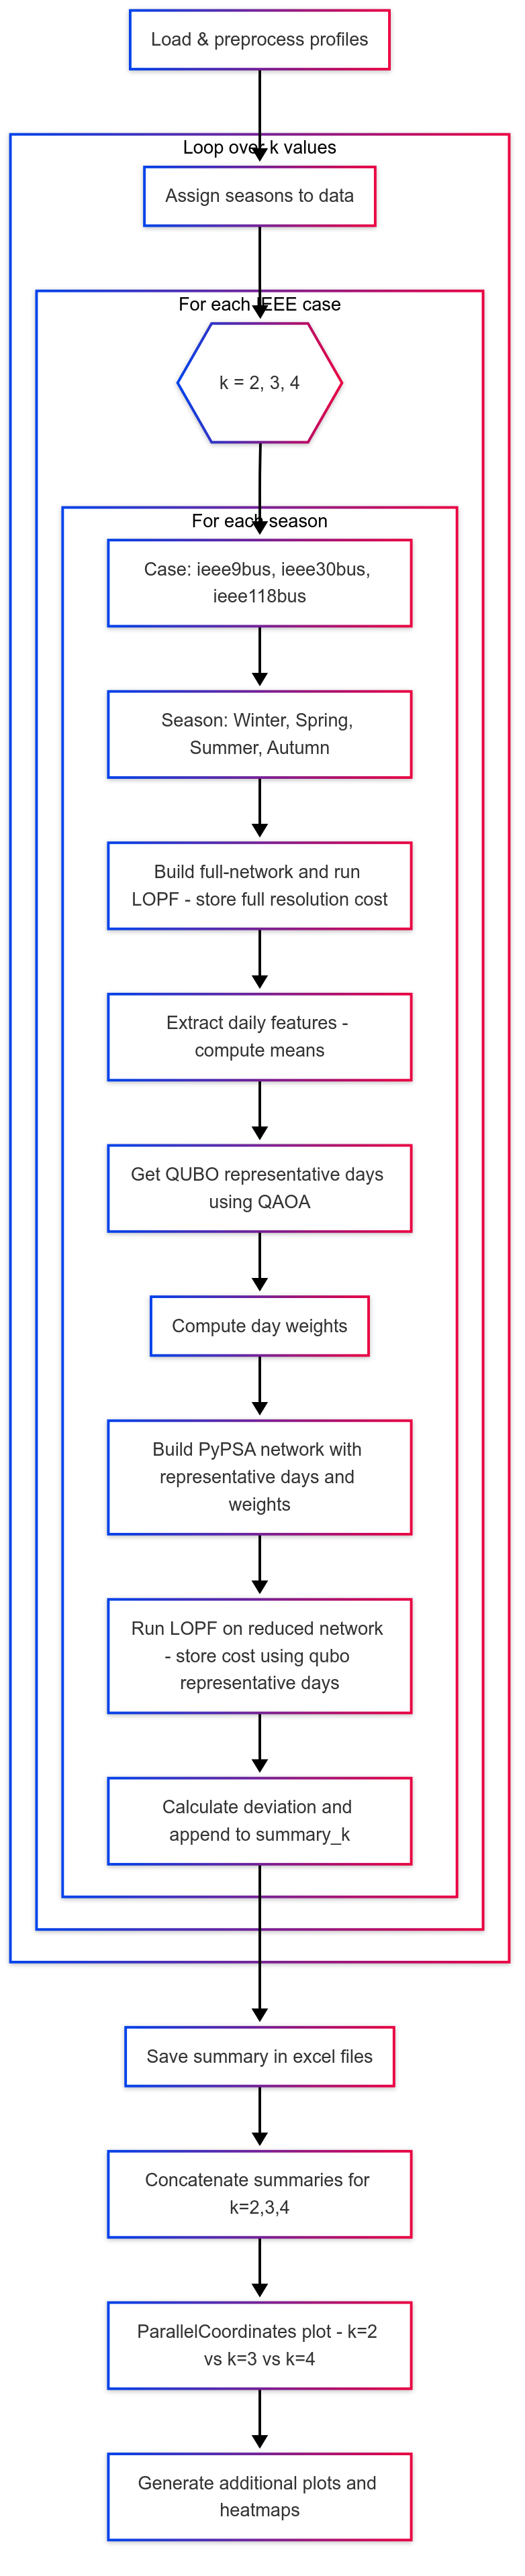 Load & preprocess profiles
Loop over k values
Assign seasons to data
For each IEEE case
k = 2, 3, 4
For each season
Case: ieee9bus, ieee30bus,
ieee118bus
Season: Winter, Spring,
Summer, Autumn
Build full-network and run
LOPF - store full resolution cost
Extract daily features -
compute means
Get QUBO representative days
using QAOA
Compute day weights
Build PyPSA network with
representative days and
weights
Run LOPF on reduced network
- store cost using qubo
representative days
Calculate deviation and
append to summary_k
Save summary in excel files
Concatenate summaries for
k=2,3,4
ParallelCoordinates plot - k=2
vs k=3 vs k=4
Generate additional plots and
heatmaps